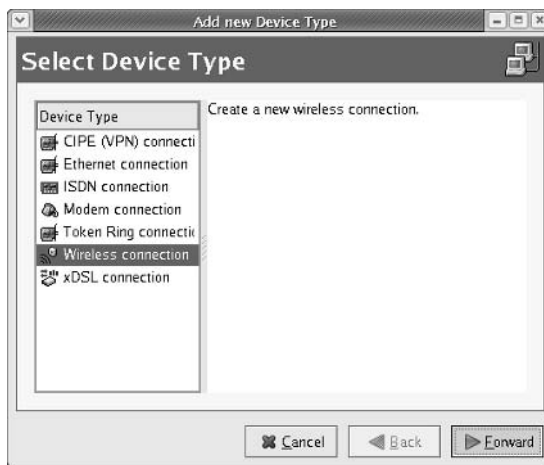 Add new Device Type
Select Device Type
Device Type
CIPE (VPN) connecti
Ethernet connection
ISDN connection
Modem connection
Token Ring connectic
Wireless connection
xDSL connection
Create a new wireless connection.
Cancel
Back
Forward